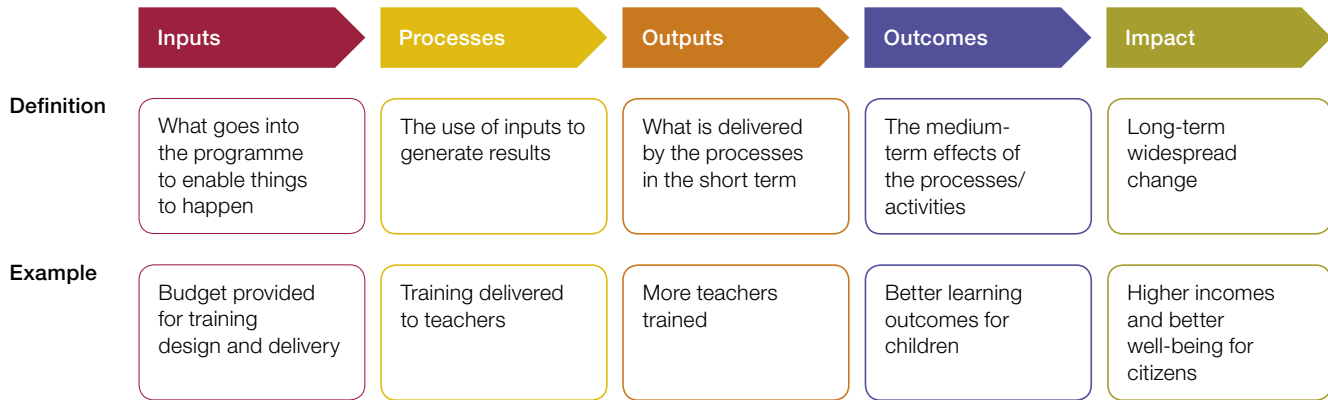 Inputs
Processes
Outputs
Outcomes
Impact
Definition
What goes into
the programme
to enable things
to happen
The use of inputs to
generate results
What is delivered
by the processes
in the short term
The medium-
term effects of
the processes/
activities
Long-term
widespread
change
Example
Budget provided
for training
design and delivery
Training delivered
to teachers
More teachers
trained
Better learning
outcomes for
children
Higher incomes
and better
well-being for
citizens